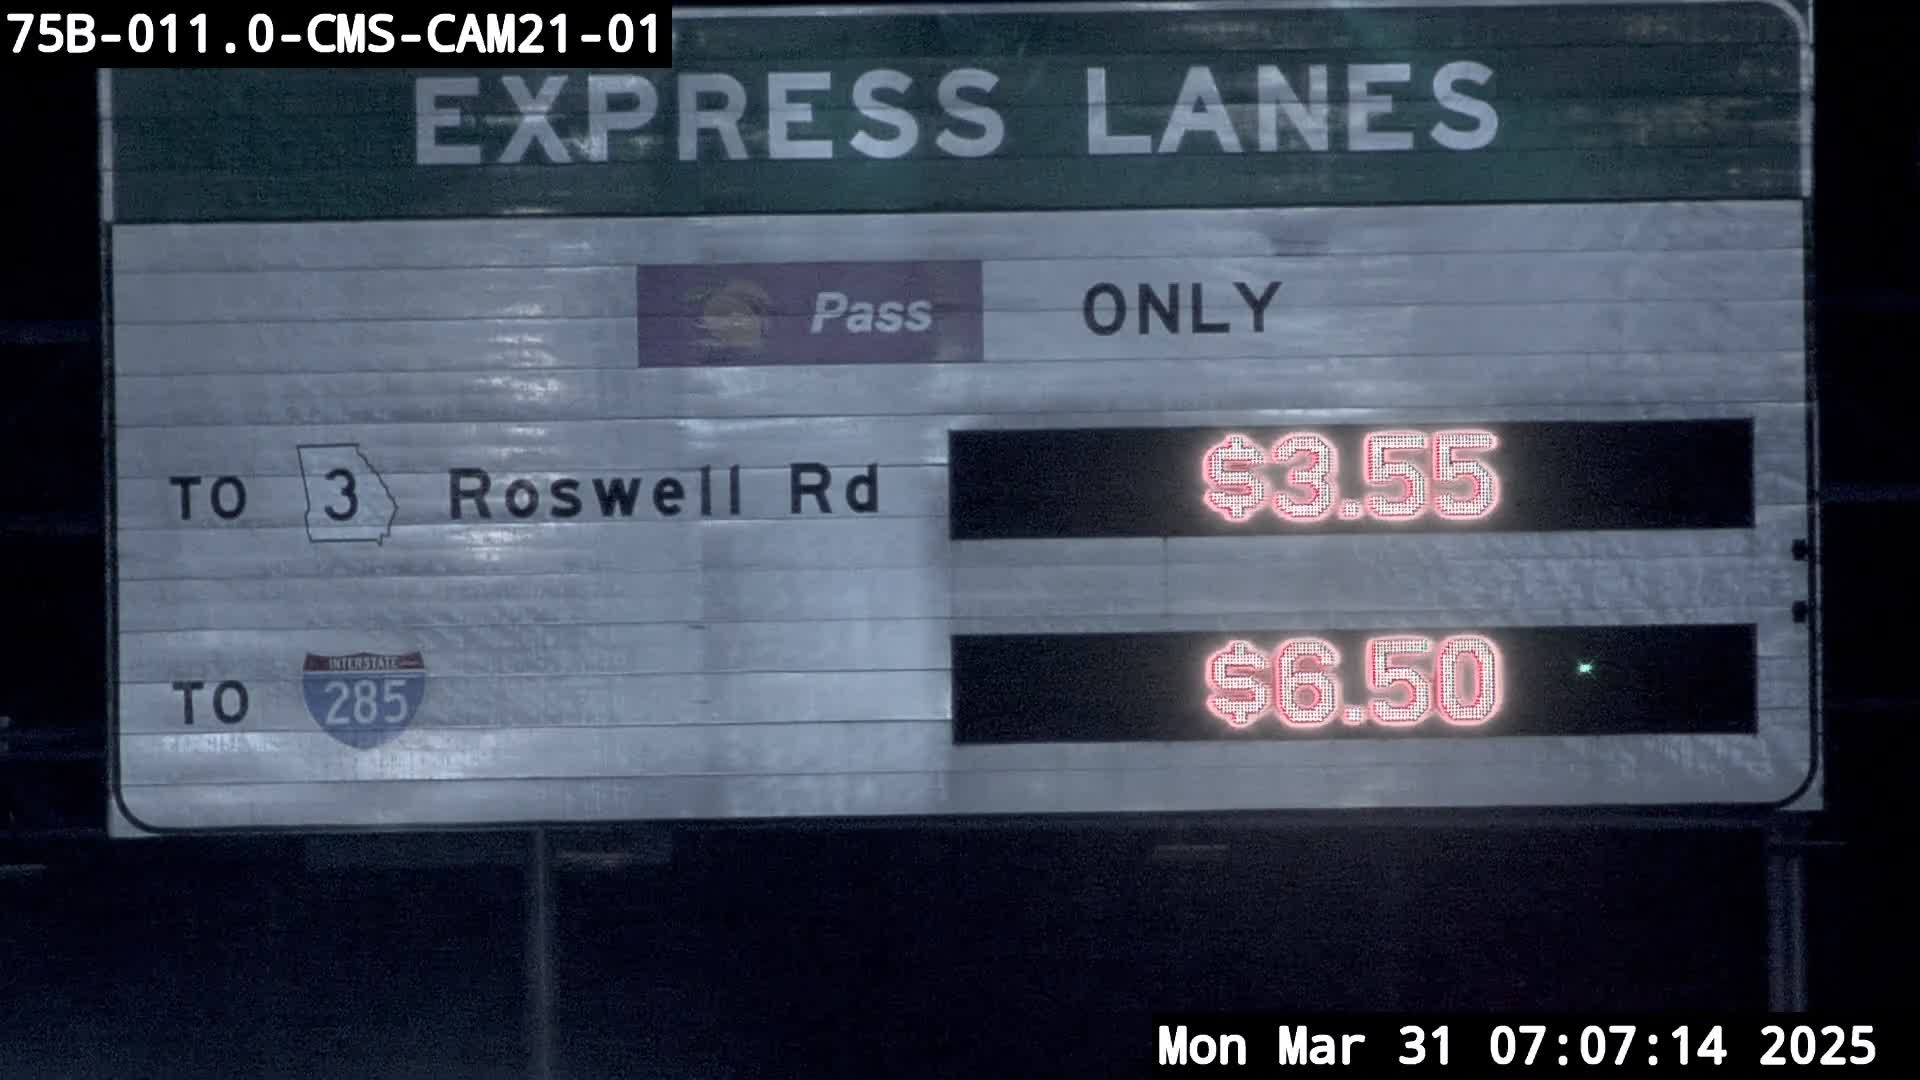 75B-011.0-CMS-CAM21-01
EXPRESS LANES
Pass ONLY
TO 3 Roswell Rd $3.55
INTERSTATE
TO 285 $6.50
Mon Mar 31 07:07:14 2025